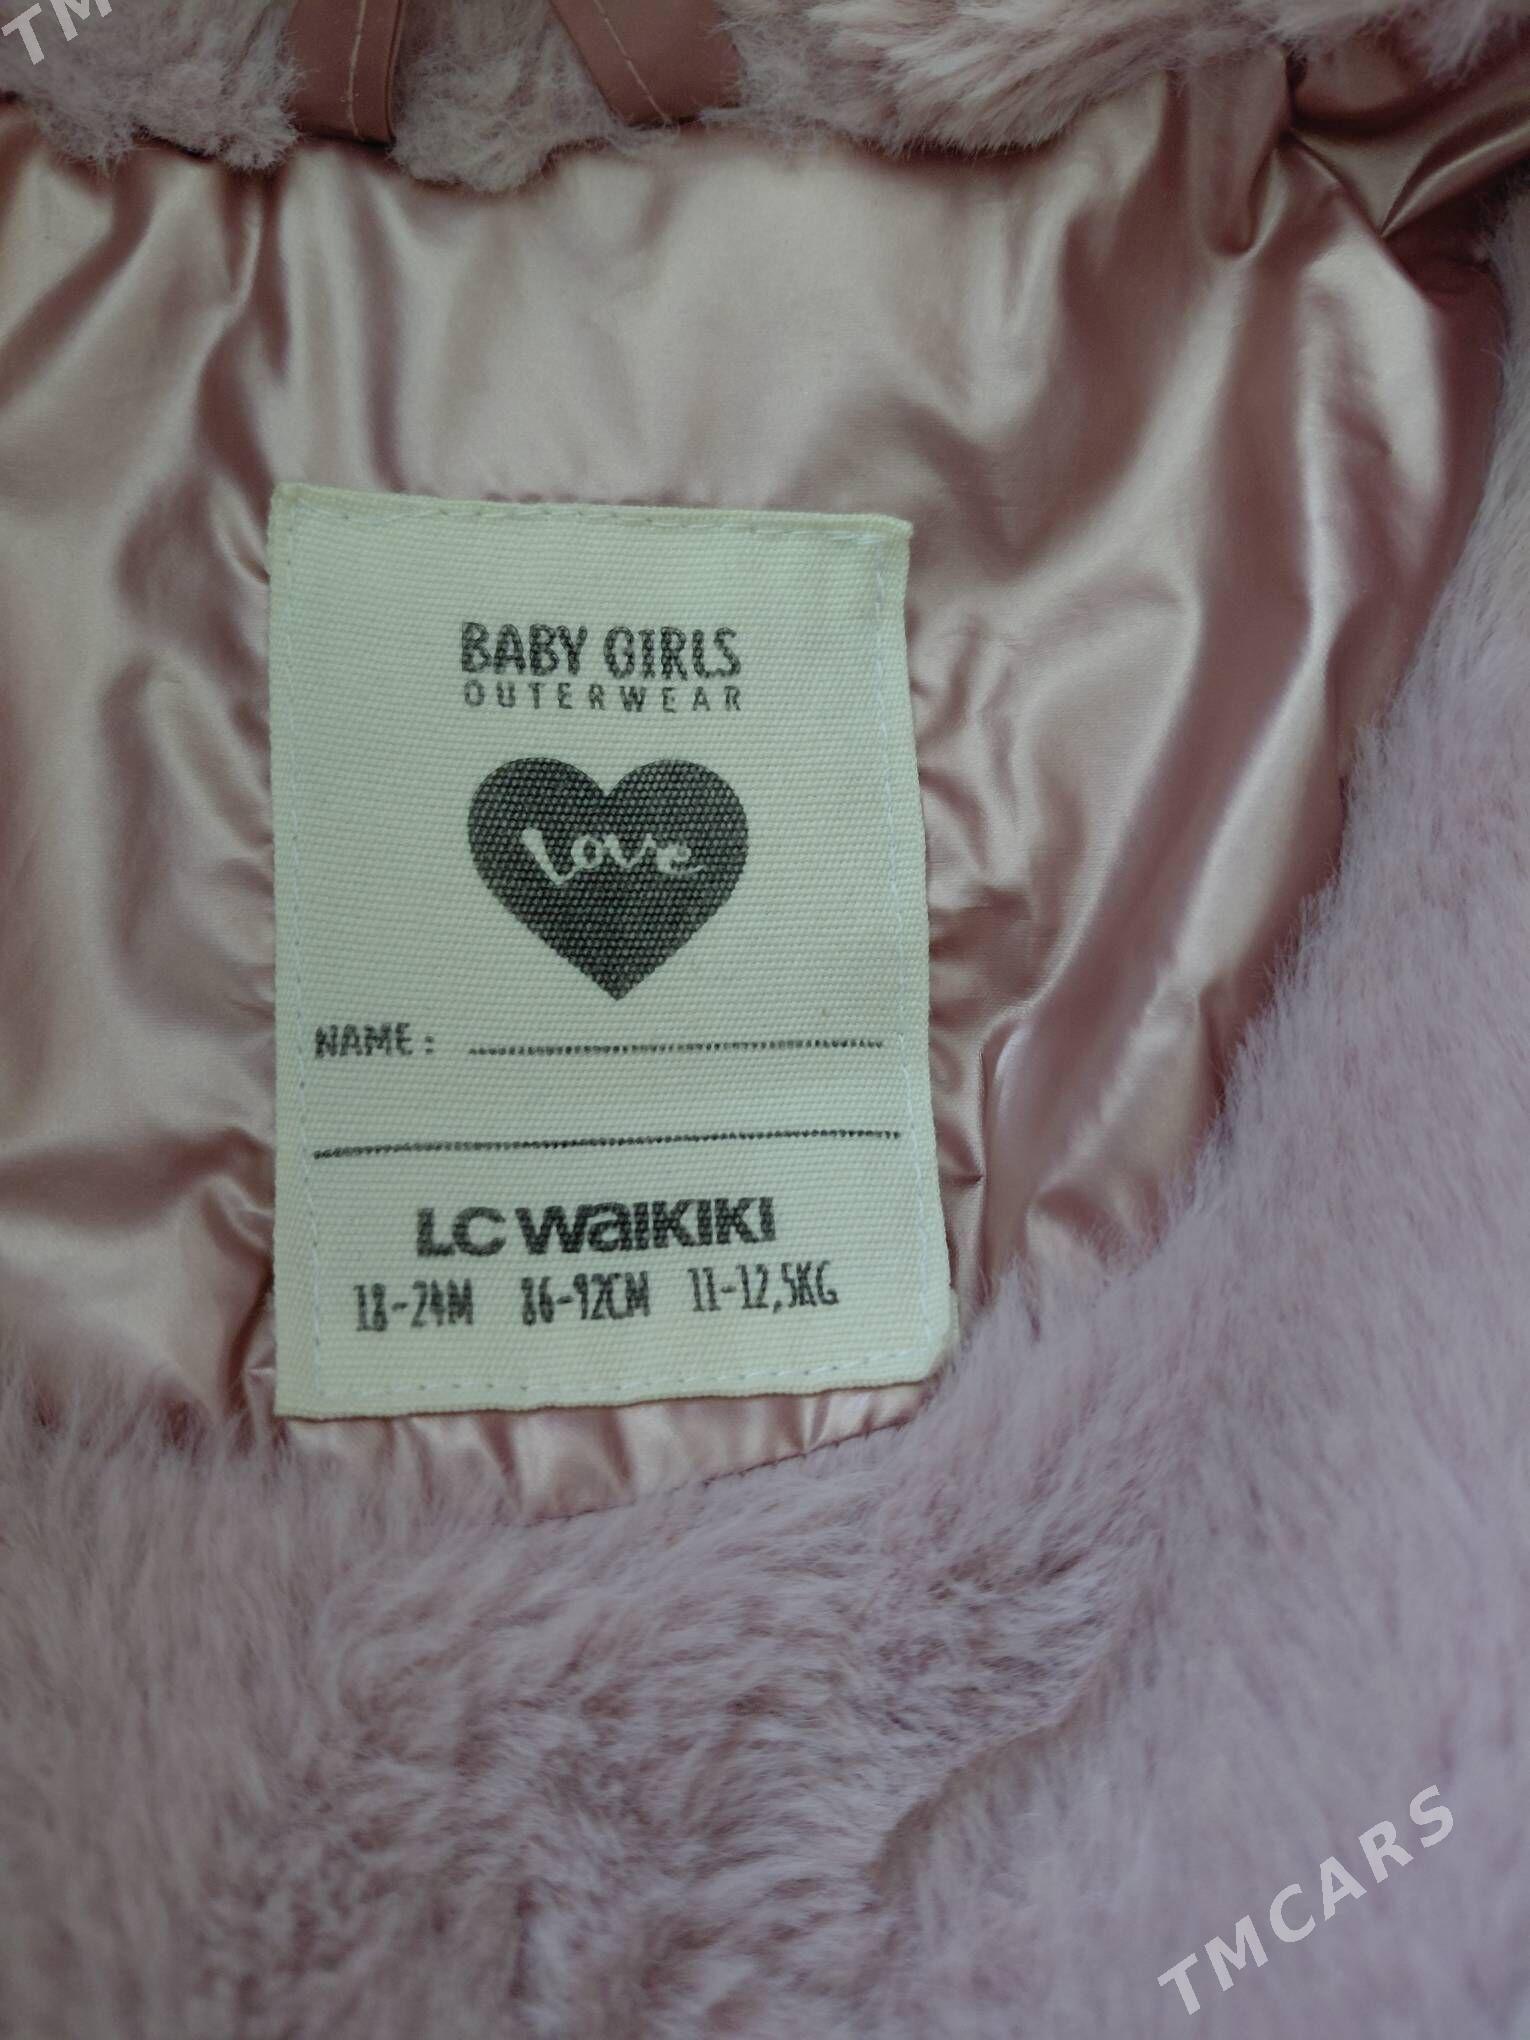 TM
BABY GIRLS
OUTERWEAR
Love
NAME:
LC WAIKIKI
18-24M 86-92CM 11-12,5KG
TMCARS